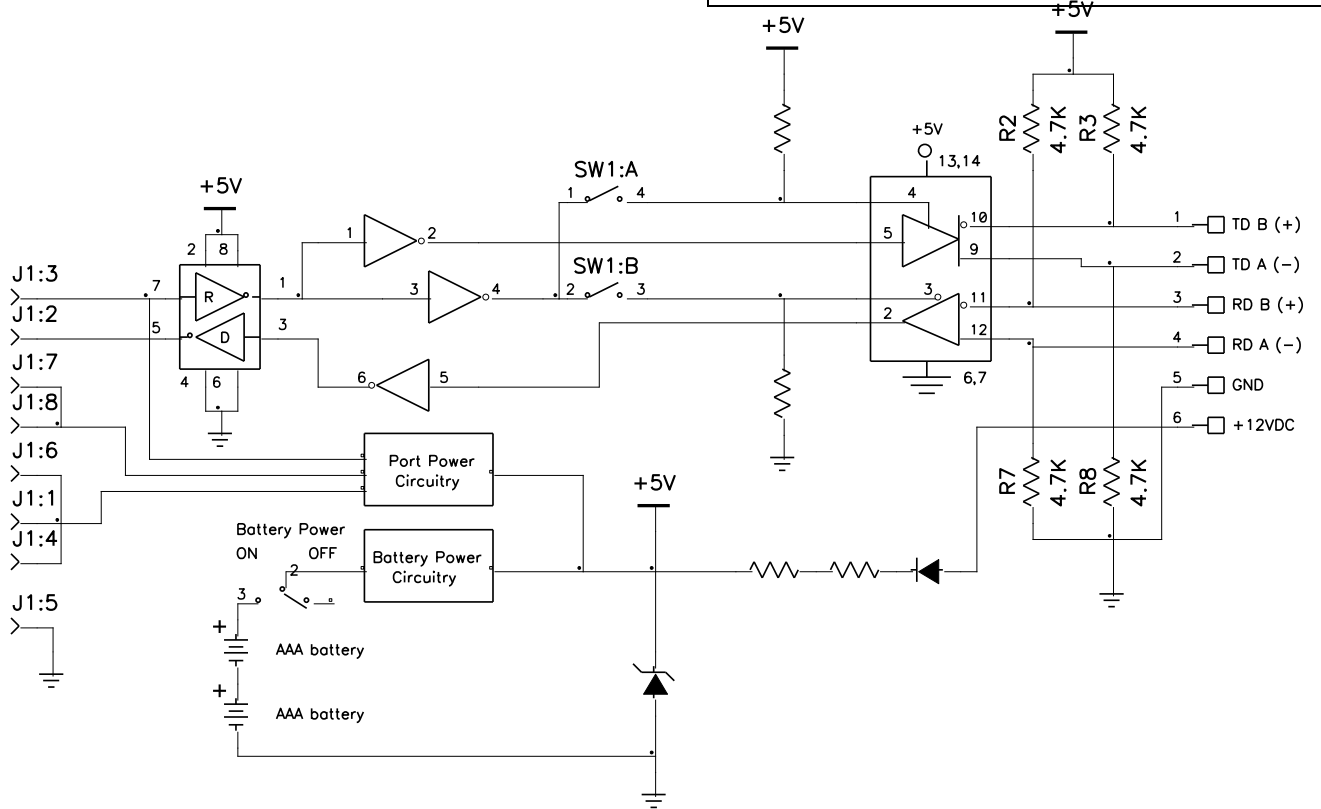 +5V
+5V
R2
4.7K
R3
4.7K
+5V
13,14
SW1:A
1
4
4
+5V
2
8
1
2
5
10
9
1
TD B (+)
2
TD A (-)
J1:3
7
R
1
SW1:B
3
4
2
3
3
11
3
RD B (+)
J1:2
5
D
3
2
12
4
RD A (-)
J1:7
4
6
6
5
6,7
5
GND
J1:8
6
+12VDC
J1:6
Port Power
Circuitry
+5V
R7
4.7K
R8
4.7K
J1:1
J1:4
Battery Power
ON
OFF
2
Battery Power
Circuitry
J1:5
3
+
AAA battery
+
AAA battery